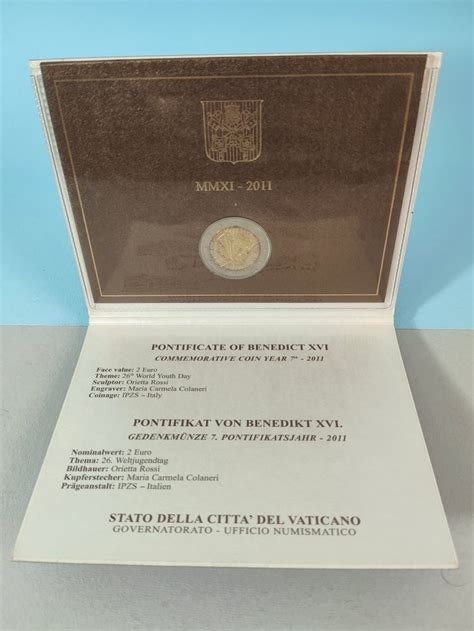 MMXI - 2011
PONTIFICATE OF BENEDICT XVI
COMMEMORATIVE COIN YEAR 7° - 2011
Face value: 2 Euro
Theme: 26th World Youth Day
Sculptor: Orietta Rossi
Engraver: Maria Carmela Colaneri
Coinage: IPZS – Italy
PONTIFIKAT VON BENEDIKT XVI.
GEDENKMÜNZE 7. PONTIFIKATSJAHR - 2011
Nominalwert: 2 Euro
Thema: 26. Weltjugendtag
Bildhauer: Orietta Rossi
Kupferstecher: Maria Carmela Colaneri
Prägeanstalt: IPZS – Italien
STATO DELLA CITTA' DEL VATICANO
GOVERNATORATO - UFFICIO NUMISMATICO